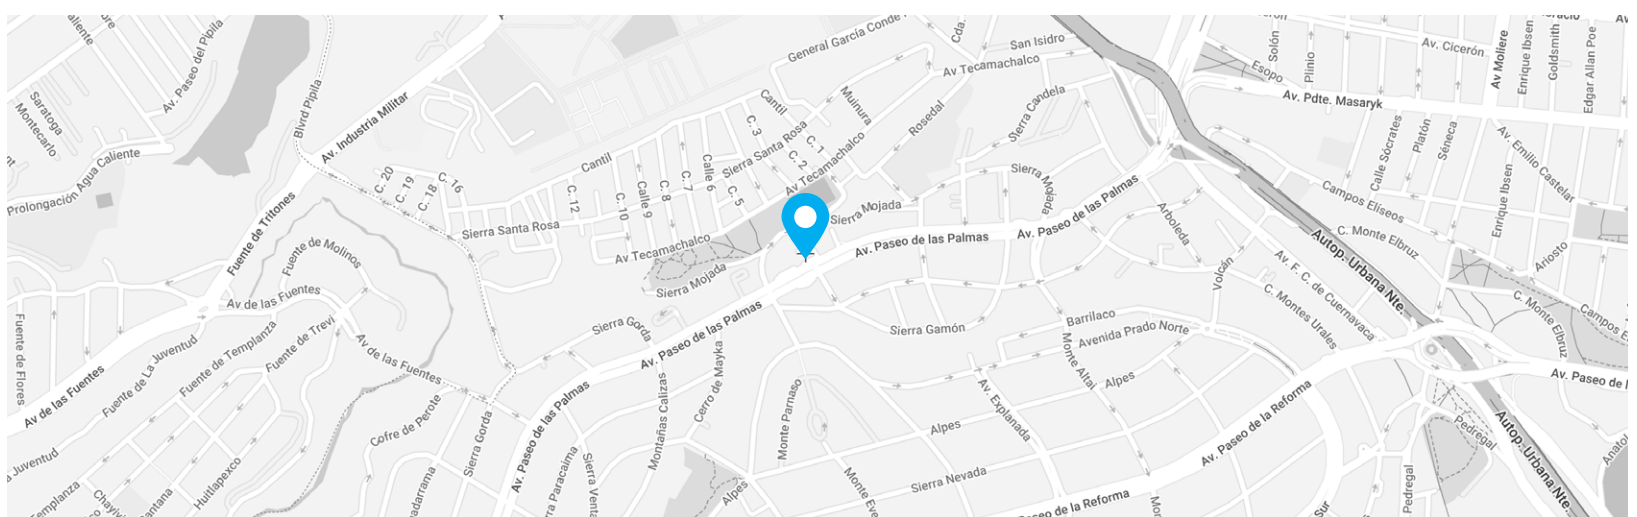 Caliente
Av. Paseo del Pipila
Saratoga
Montecarlo
Agua Caliente
Prolongación
Blvrd Pipila
Av. Industria Militar
General García Conde
Cda.
San Isidro
Av Tecamachalco
Cantil
Muinura
Rosedal
Sierra Candela
C. 3
C. 1
C. 2
Sierra Santa Rosa
Av Tecamachalco
Cantil
Calle 6
C. 5
C. 7
C. 8
Calle 9
C. 10
C. 12
C. 16
C. 18
C. 19
C. 20
Sierra Santa Rosa
Av Tecamachalco
Sierra Mojada
Sierra Mojada
Sierra Mojada
Av. Paseo de las Palmas
Av. Paseo de las Palmas
Av. Paseo de las Palmas
Av. Paseo de las Palmas
Fuente de Tritones
Fuente de Molinos
Av de las Fuentes
Av de las Fuentes
Av de las Fuentes
Fuente de Flores
Fuente de La Juventud
Fuente de Templanza
Fuente de Trevi
Juventud
Templanza
Huitlapexco
Cofre de Perote
Sierra Gorda
Sierra Gorda
Sierra Paracaima
Montañas Calizas
Cerro de Mayka
Monte Parnaso
Sierra Gamón
Barrilaco
Avenida Prado Norte
Monte Altai
Av. Explanada
Alpes
Alpes
Alpes
Sierra Nevada
Av. Paseo de la Reforma
Paseo de la Reforma
Volcán
Arboleda
Av. F. C. de Cuernavaca
C. Montes Urales
Autop. Urbana Nte.
Autop. Urbana Nte.
Pedregal
Pedregal
Sur
Esopo
Solón
Plinio
Av. Cicerón
Av Moliere
Enrique Ibsen
Goldsmith
Edgar Allan Poe
Av. Pdte. Masaryk
Calle Sócrates
Platón
Séneca
Av. Emilio Castelar
Enrique Ibsen
Campos Elíseos
C. Monte Elbruz
Ariosto
C. Monte Elbruz
Campos E
Av. Paseo de l